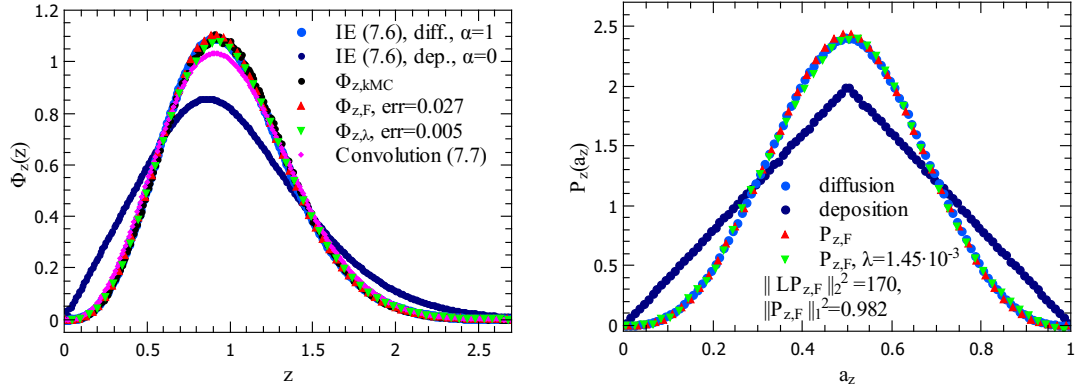 IE (7.6), diff., α=1
IE (7.6), dep., α=0
Φz,kMC
Φz,F, err=0.027
Φz,λ, err=0.005
Convolution (7.7)
Φz(z)
1.2
1
0.8
0.6
0.4
0.2
0
0 0.5 1 1.5 2 2.5
z
Pz(az)
2.5
2
1.5
1
0.5
0
diffusion
deposition
Pz,F
Pz,F, λ=1.45·10⁻³
|| LPz,F ||₂² =170,
||Pz,F ||₁²=0.982
0 0.2 0.4 0.6 0.8 1
az